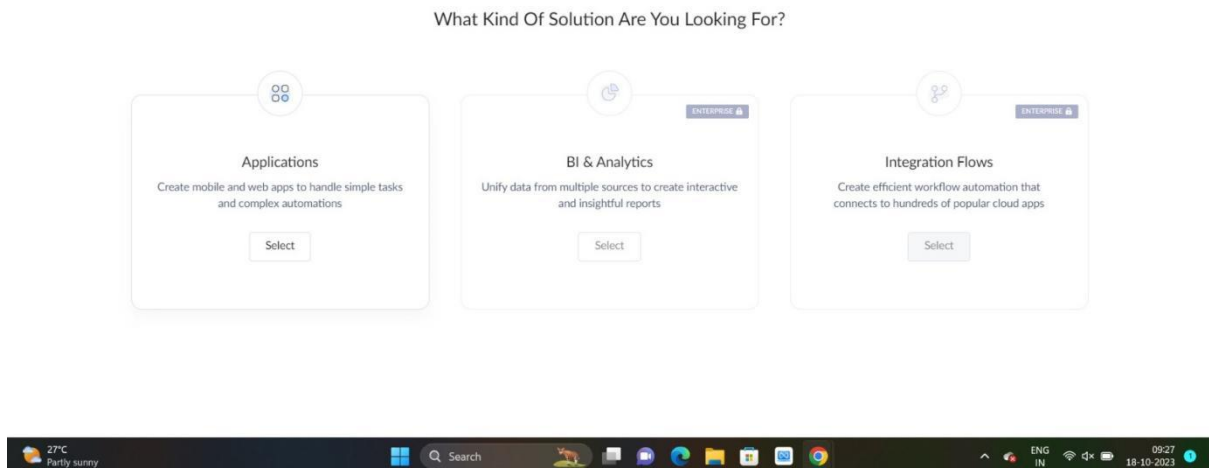 What Kind Of Solution Are You Looking For?
ENTERPRISE
ENTERPRISE
Applications
Create mobile and web apps to handle simple tasks
and complex automations
Select
BI & Analytics
Unify data from multiple sources to create interactive
and insightful reports
Select
Integration Flows
Create efficient workflow automation that
connects to hundreds of popular cloud apps
Select
27°C
Partly sunny
Search
ENG
IN
09:27
18-10-2023
1